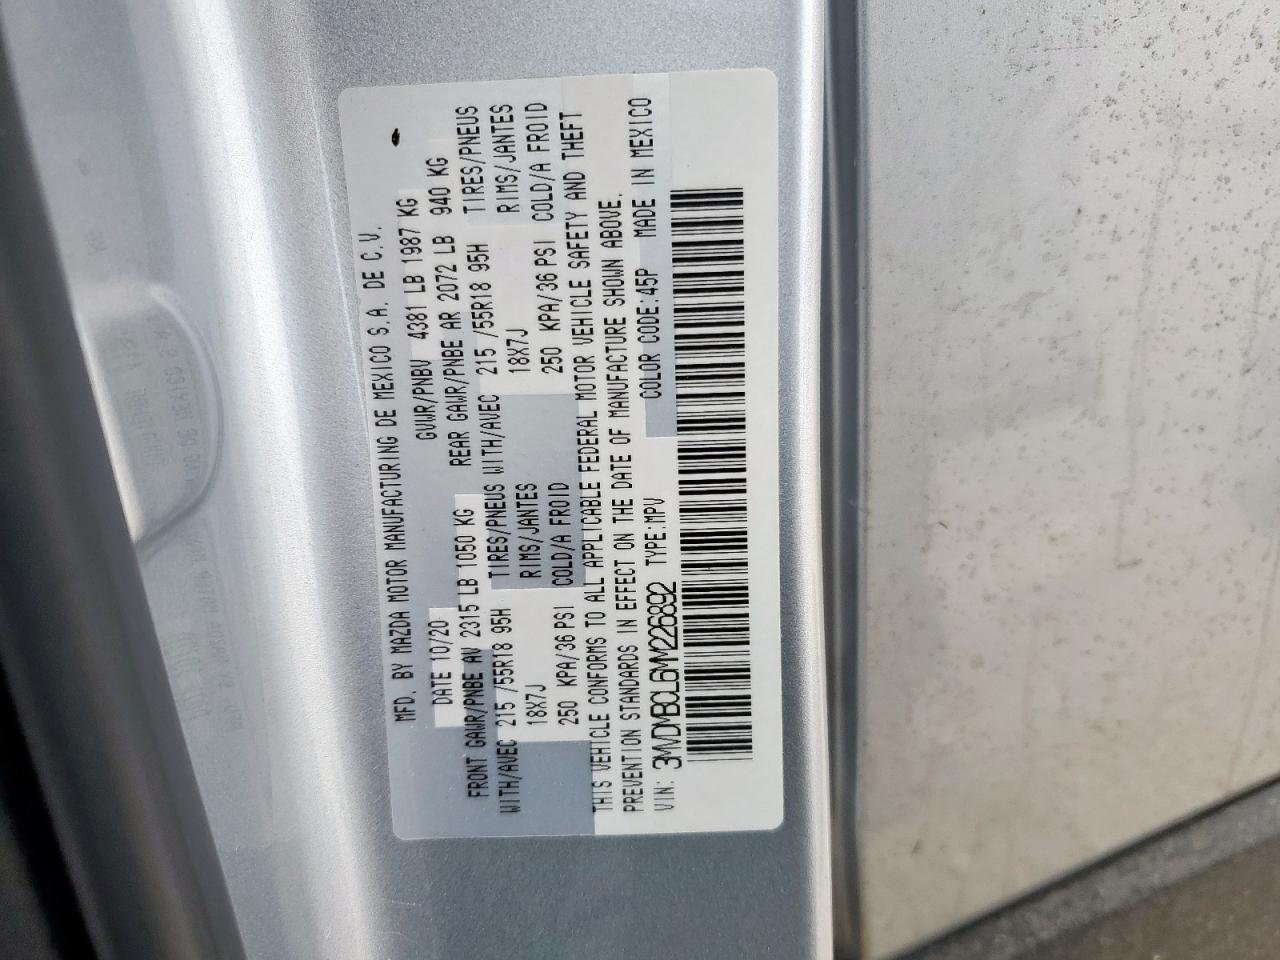 MFD. BY MAZDA MOTOR MANUFACTURING DE MEXICO S.A. DE C.V.
DATE 10/20 GVWR/PNBV 4381 LB 1987 KG
FRONT GAWR/PNBE AV 2315 LB 1050 KG REAR GAWR/PNBE AR 2072 LB 940 KG
WITH/AVEC 215 /55R18 95H TIRES/PNEUS WITH/AVEC 215 /55R18 95H TIRES/PNEUS
18X7J RIMS/JANTES 18X7J RIMS/JANTES
250 KPA/36 PSI COLD/A FROID 250 KPA/36 PSI COLD/A FROID
THIS VEHICLE CONFORMS TO ALL APPLICABLE FEDERAL MOTOR VEHICLE SAFETY AND THEFT
PREVENTION STANDARDS IN EFFECT ON THE DATE OF MANUFACTURE SHOWN ABOVE.
VIN: 3MVDMBCL6MM226892 TYPE:MPV COLOR CODE:45P MADE IN MEXICO